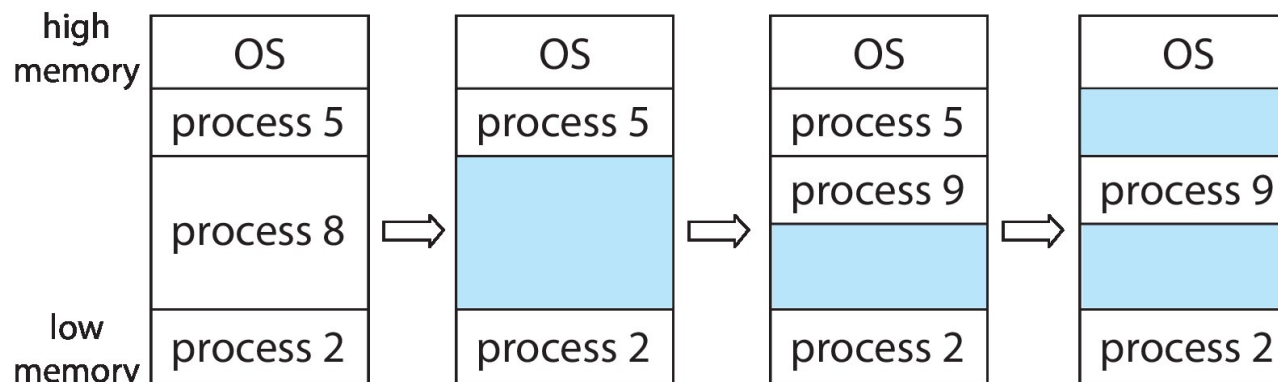 high
memory
OS
process 5
process 8
process 2
low
memory
OS
process 5
process 2
OS
process 5
process 9
process 2
OS
process 9
process 2